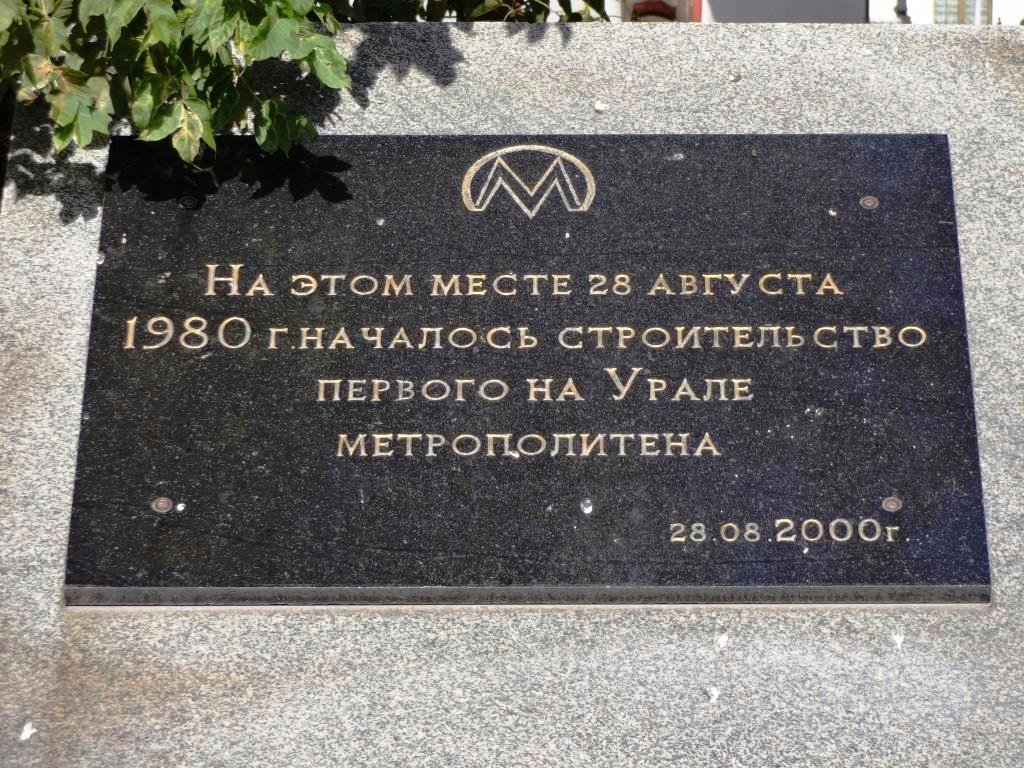 На этом месте 28 августа
1980 г.началось строительство
первого на Урале
метрополитена
28.08.2000г.